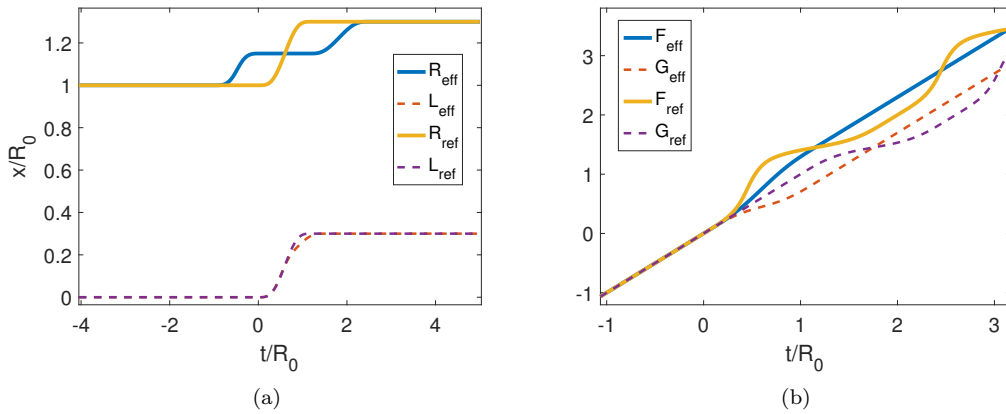 1.2
1
0.8
0.6
0.4
0.2
0
x/R₀
-4
-2
0
2
4
t/R₀
R_eff
L_eff
R_ref
L_ref
(a)
3
2
1
0
-1
-1
0
1
2
3
t/R₀
F_eff
G_eff
F_ref
G_ref
(b)